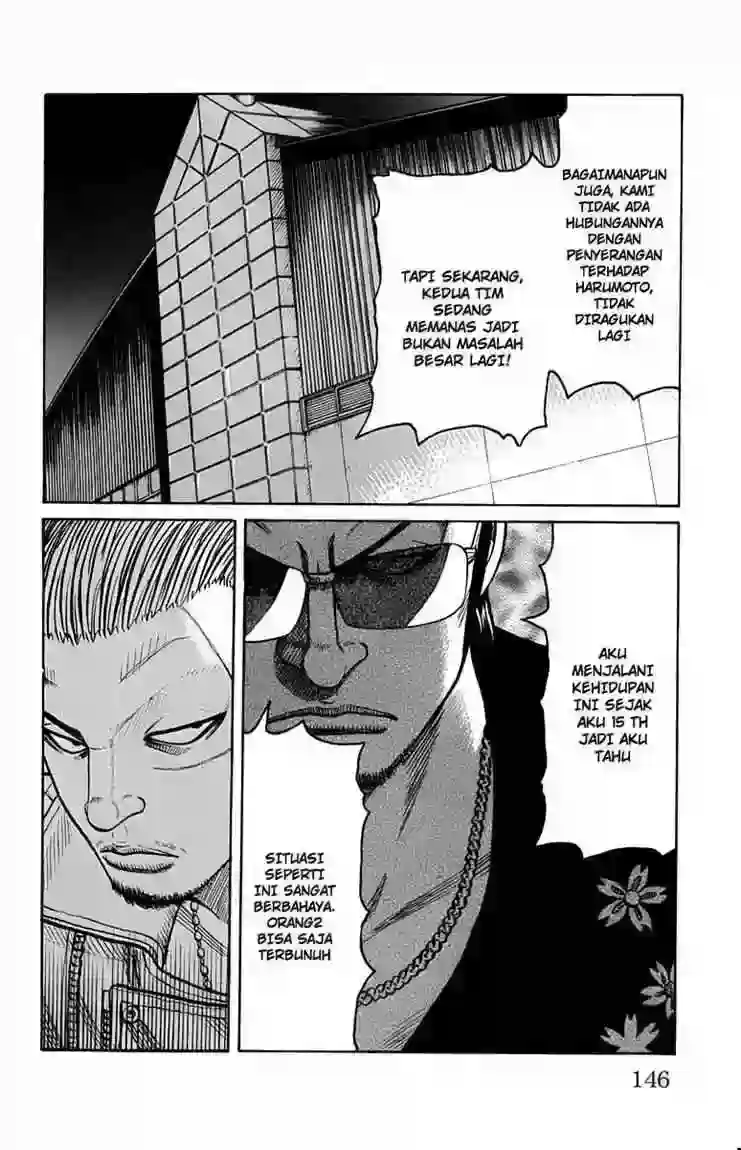 BAGAIMANAPUN
JUGA, KAMI
TIDAK ADA
HUBUNGANNYA
DENGAN
PENYERANGAN
TERHADAP
HARUMOTO,
TIDAK
DIRAGUKAN
LAGI
TAPI SEKARANG,
KEDUA TIM
SEDANG
MEMANAS JADI
BUKAN MASALAH
BESAR LAGI!
AKU
MENJALANI
KEHIDUPAN
INI SEJAK
AKU 15 TH
JADI AKU
TAHU
SITUASI
SEPERTI
INI SANGAT
BERBAHAYA.
ORANG2
BISA SAJA
TERBUNUH
146